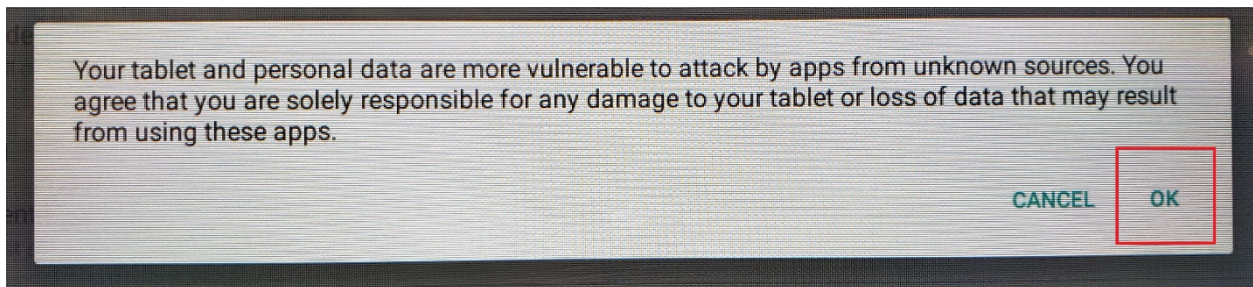 Your tablet and personal data are more vulnerable to attack by apps from unknown sources. You
agree that you are solely responsible for any damage to your tablet or loss of data that may result
from using these apps.
CANCEL
OK